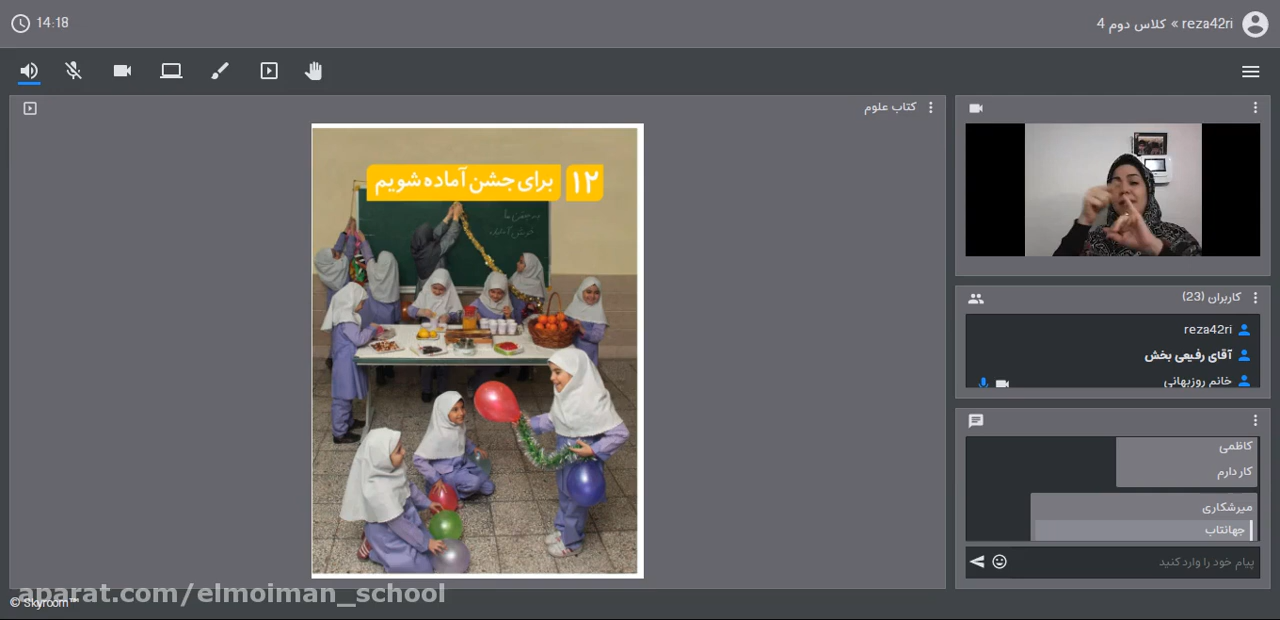 14:18
reza42ri » کلاس دوم 4
کتاب علوم
۱۲ برای جشن آماده شویم
کاربران (23)
reza42ri
آقای رفیعی بخش
خانم روزبهانی
کاظمی
کار دارم
میرشکاری
جهانتاب
پیام خود را وارد کنید
aparat.com/elmoiman_school
© Skyroom™